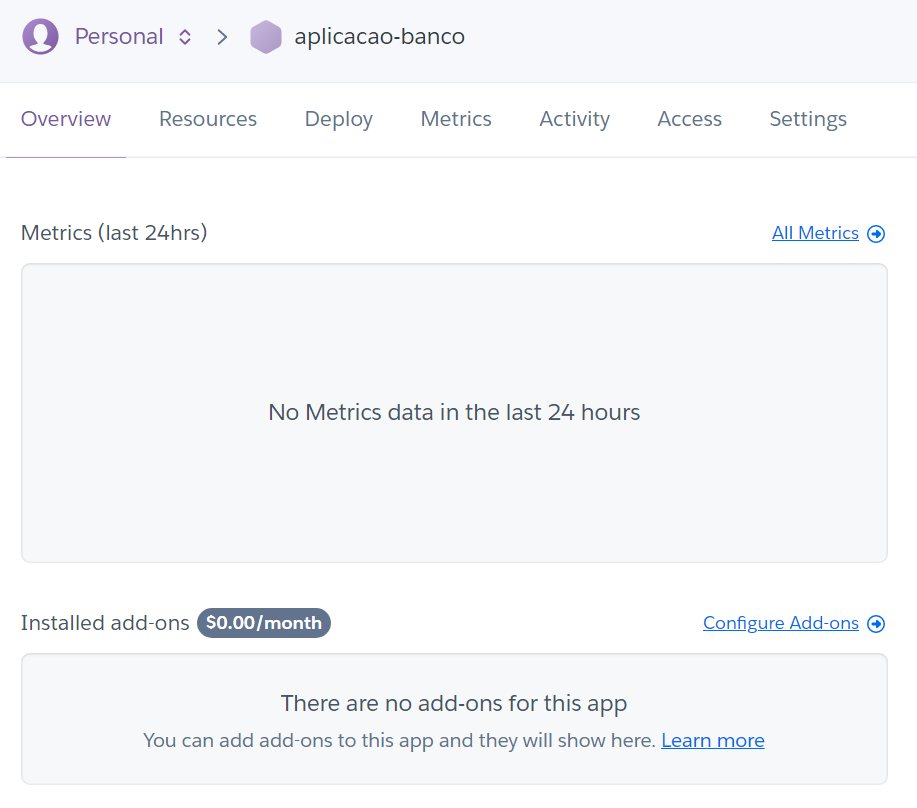 Personal aplicacao-banco
Overview Resources Deploy Metrics Activity Access Settings
Metrics (last 24hrs) All Metrics
No Metrics data in the last 24 hours
Installed add-ons $0.00/month Configure Add-ons
There are no add-ons for this app
You can add add-ons to this app and they will show here. Learn more